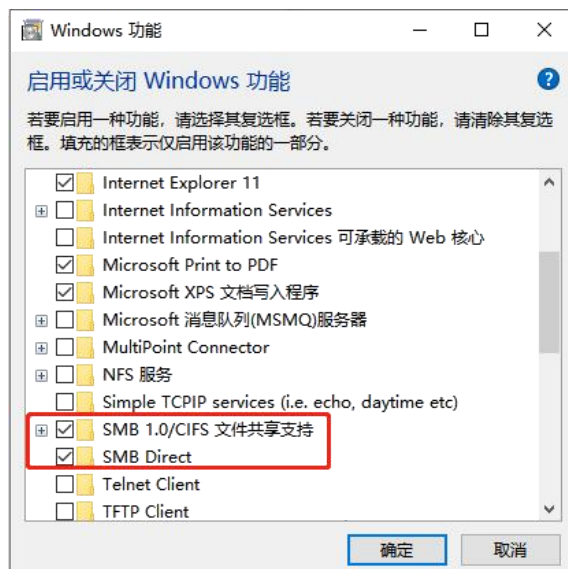 Windows 功能
启用或关闭 Windows 功能
?
若要启用一种功能，请选择其复选框。若要关闭一种功能，请清除其复选
框。填充的框表示仅启用该功能的一部分。
Internet Explorer 11
Internet Information Services
Internet Information Services 可承载的 Web 核心
Microsoft Print to PDF
Microsoft XPS 文档写入程序
Microsoft 消息队列(MSMQ)服务器
MultiPoint Connector
NFS 服务
Simple TCPIP services (i.e. echo, daytime etc)
SMB 1.0/CIFS 文件共享支持
SMB Direct
Telnet Client
TFTP Client
确定
取消